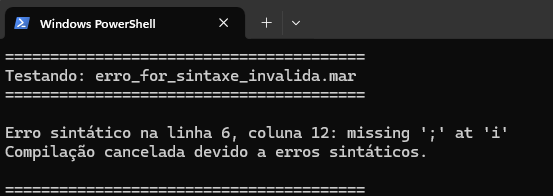 Windows PowerShell
========================================
Testando: erro_for_sintaxe_invalida.mar
========================================
Erro sintático na linha 6, coluna 12: missing ';' at 'i'
Compilação cancelada devido a erros sintáticos.
========================================